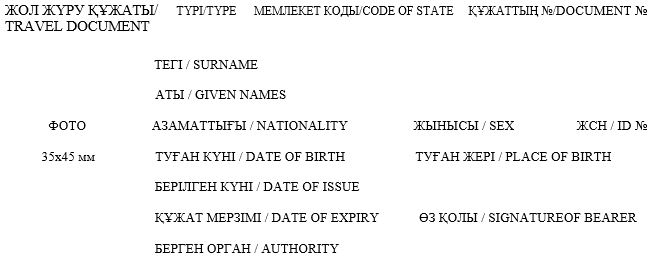 ЖОЛ ЖҮРУ ҚҰЖАТЫ/ ТҮРІ/TYPE МЕМЛЕКЕТ КОДЫ/CODE OF STATE ҚҰЖАТТЫҢ №/DOCUMENT №
TRAVEL DOCUMENT
ТЕГІ / SURNAME
АТЫ / GIVEN NAMES
ФОТО АЗАМАТТЫҒЫ / NATIONALITY ЖЫНЫСЫ / SEX ЖСН / ID №
35х45 мм ТУҒАН КҮНІ / DATE OF BIRTH ТУҒАН ЖЕРІ / PLACE OF BIRTH
БЕРІЛГЕН КҮНІ / DATE OF ISSUE
ҚҰЖАТ МЕРЗІМІ / DATE OF EXPIRY ӨЗ ҚОЛЫ / SIGNATUREOF BEARER
БЕРГЕН ОРГАН / AUTHORITY